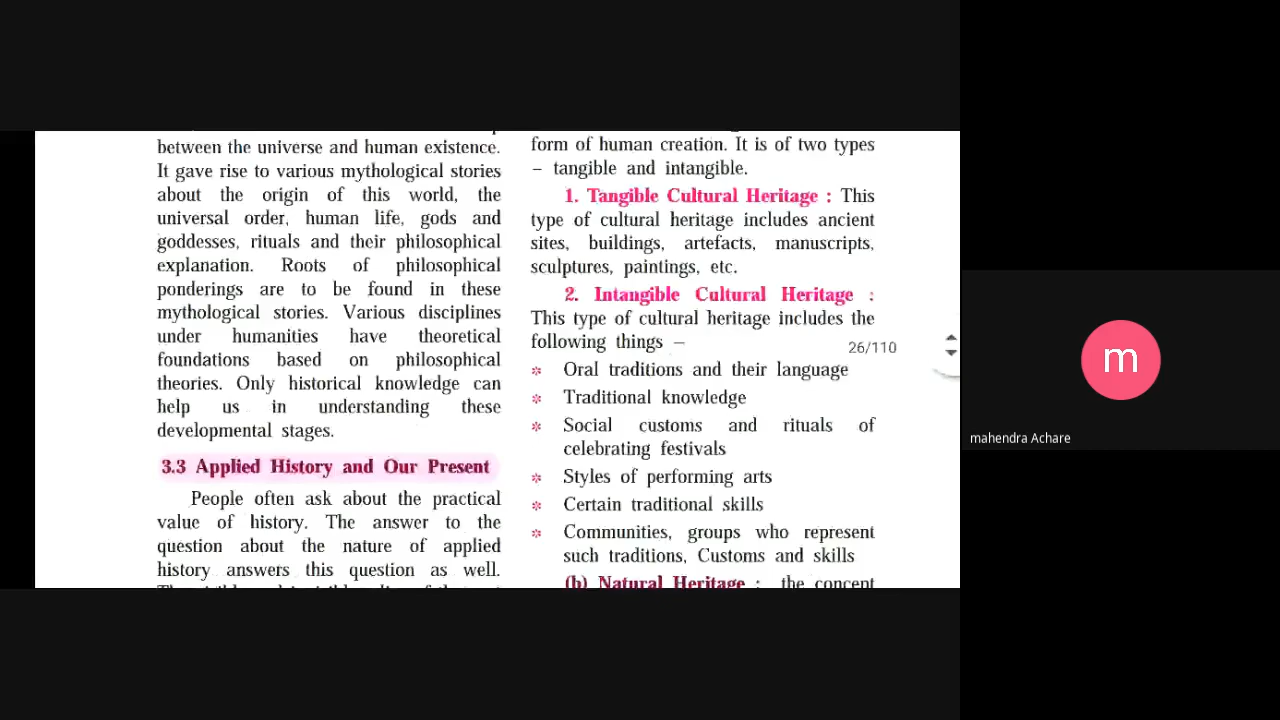 between the universe and human existence.
It gave rise to various mythological stories
about the origin of this world, the
universal order, human life, gods and
goddesses, rituals and their philosophical
explanation. Roots of philosophical
ponderings are to be found in these
mythological stories. Various disciplines
under humanities have theoretical
foundations based on philosophical
theories. Only historical knowledge can
help us in understanding these
developmental stages.
3.3 Applied History and Our Present
People often ask about the practical
value of history. The answer to the
question about the nature of applied
history answers this question as well.
form of human creation. It is of two types
– tangible and intangible.
1. Tangible Cultural Heritage : This
type of cultural heritage includes ancient
sites, buildings, artefacts, manuscripts,
sculptures, paintings, etc.
2. Intangible Cultural Heritage :
This type of cultural heritage includes the
following things –
* Oral traditions and their language
* Traditional knowledge
* Social customs and rituals of
celebrating festivals
* Styles of performing arts
* Certain traditional skills
* Communities, groups who represent
such traditions, Customs and skills
(b) Natural Heritage : the concept
26/110
m
mahendra Achare